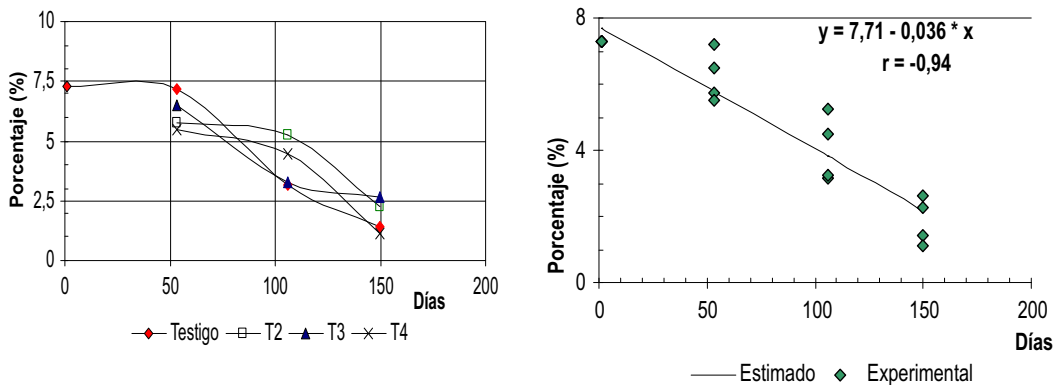 Porcentaje (%)
10
7,5
5
2,5
0
0 50 100 150 200
Días
Testigo T2 T3 T4
Porcentaje (%)
8
4
0
y = 7,71 - 0,036 * x
r = -0,94
0 50 100 150 200
Días
Estimado Experimental